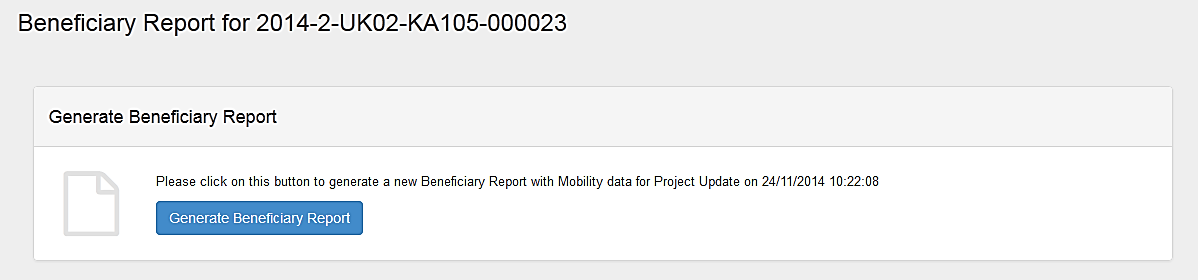 Beneficiary Report for 2014-2-UK02-KA105-000023
Generate Beneficiary Report
Please click on this button to generate a new Beneficiary Report with Mobility data for Project Update on 24/11/2014 10:22:08
Generate Beneficiary Report